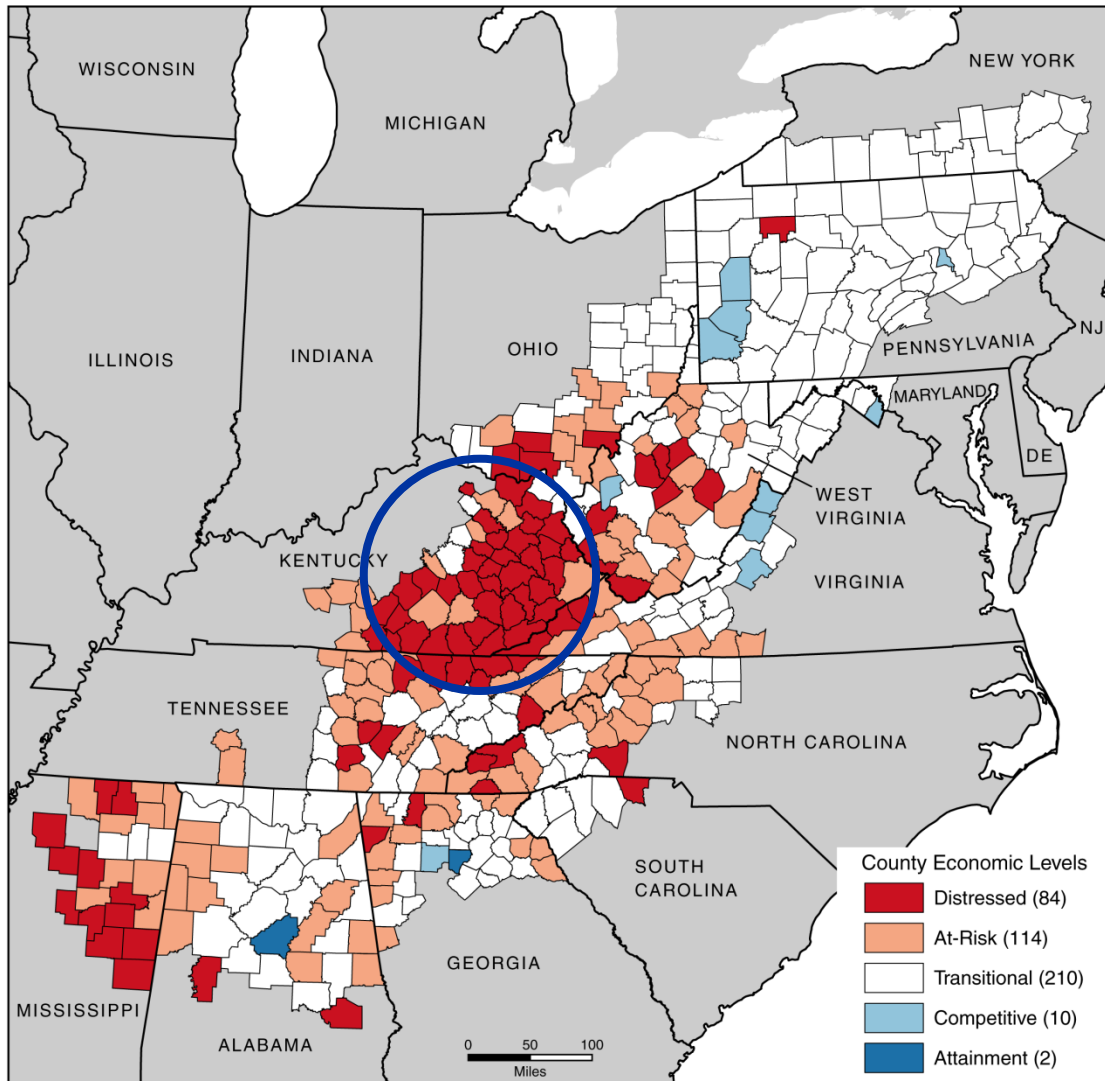 WISCONSIN
NEW YORK
MICHIGAN
ILLINOIS
INDIANA
OHIO
PENNSYLVANIA
NJ
MARYLAND
DE
WEST
VIRGINIA
KENTUCKY
VIRGINIA
TENNESSEE
NORTH CAROLINA
SOUTH
CAROLINA
GEORGIA
MISSISSIPPI
ALABAMA
0 50 100
Miles
County Economic Levels
Distressed (84)
At-Risk (114)
Transitional (210)
Competitive (10)
Attainment (2)